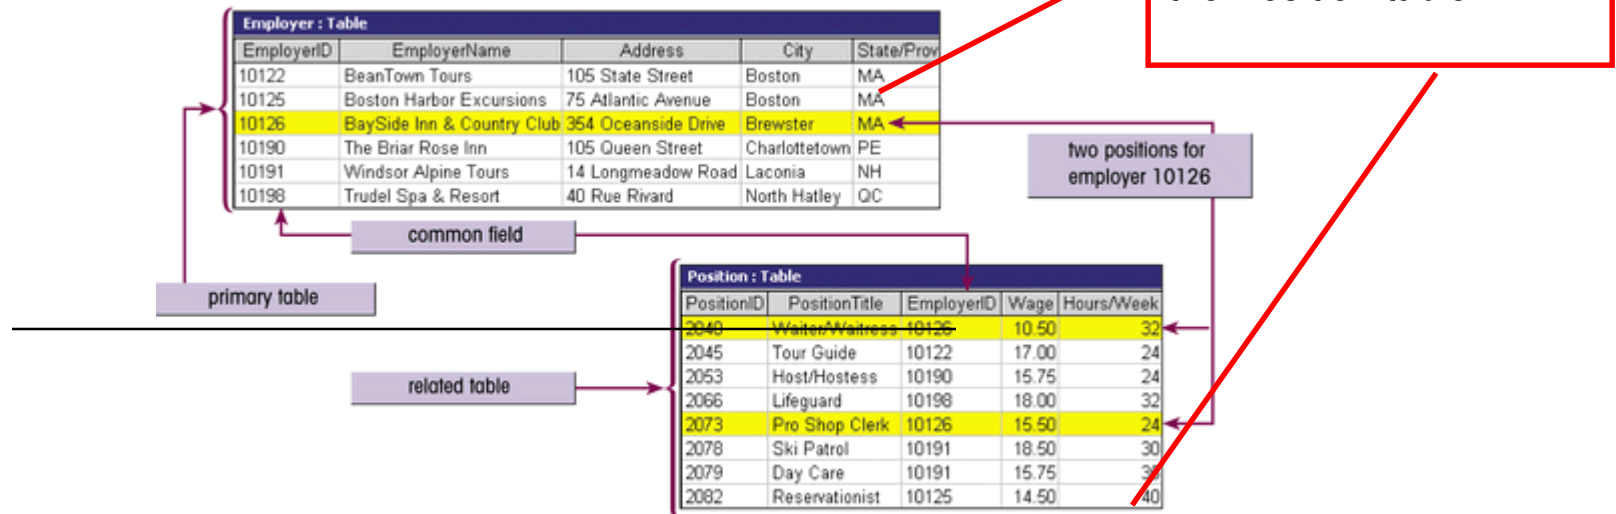 Employer : Table
EmployerID EmployerName Address City State/Prov
10122 BeanTown Tours 105 State Street Boston MA
10125 Boston Harbor Excursions 75 Atlantic Avenue Boston MA
10126 BaySide Inn & Country Club 354 Oceanside Drive Brewster MA
10190 The Briar Rose Inn 105 Queen Street Charlottetown PE
10191 Windsor Alpine Tours 14 Longmeadow Road Laconia NH
10198 Trudel Spa & Resort 40 Rue Rivard North Hatley QC
two positions for
employer 10126
common field
primary table
Position : Table
PositionID PositionTitle EmployerID Wage Hours/Week
2040 Waiter/Waitress 10126 10.50 32
2045 Tour Guide 10122 17.00 24
2053 Host/Hostess 10190 15.75 24
2066 Lifeguard 10198 18.00 32
2073 Pro Shop Clerk 10126 15.50 24
2078 Ski Patrol 10191 18.50 30
2079 Day Care 10191 15.75
2082 Reservationist 10125 14.50 40
related table